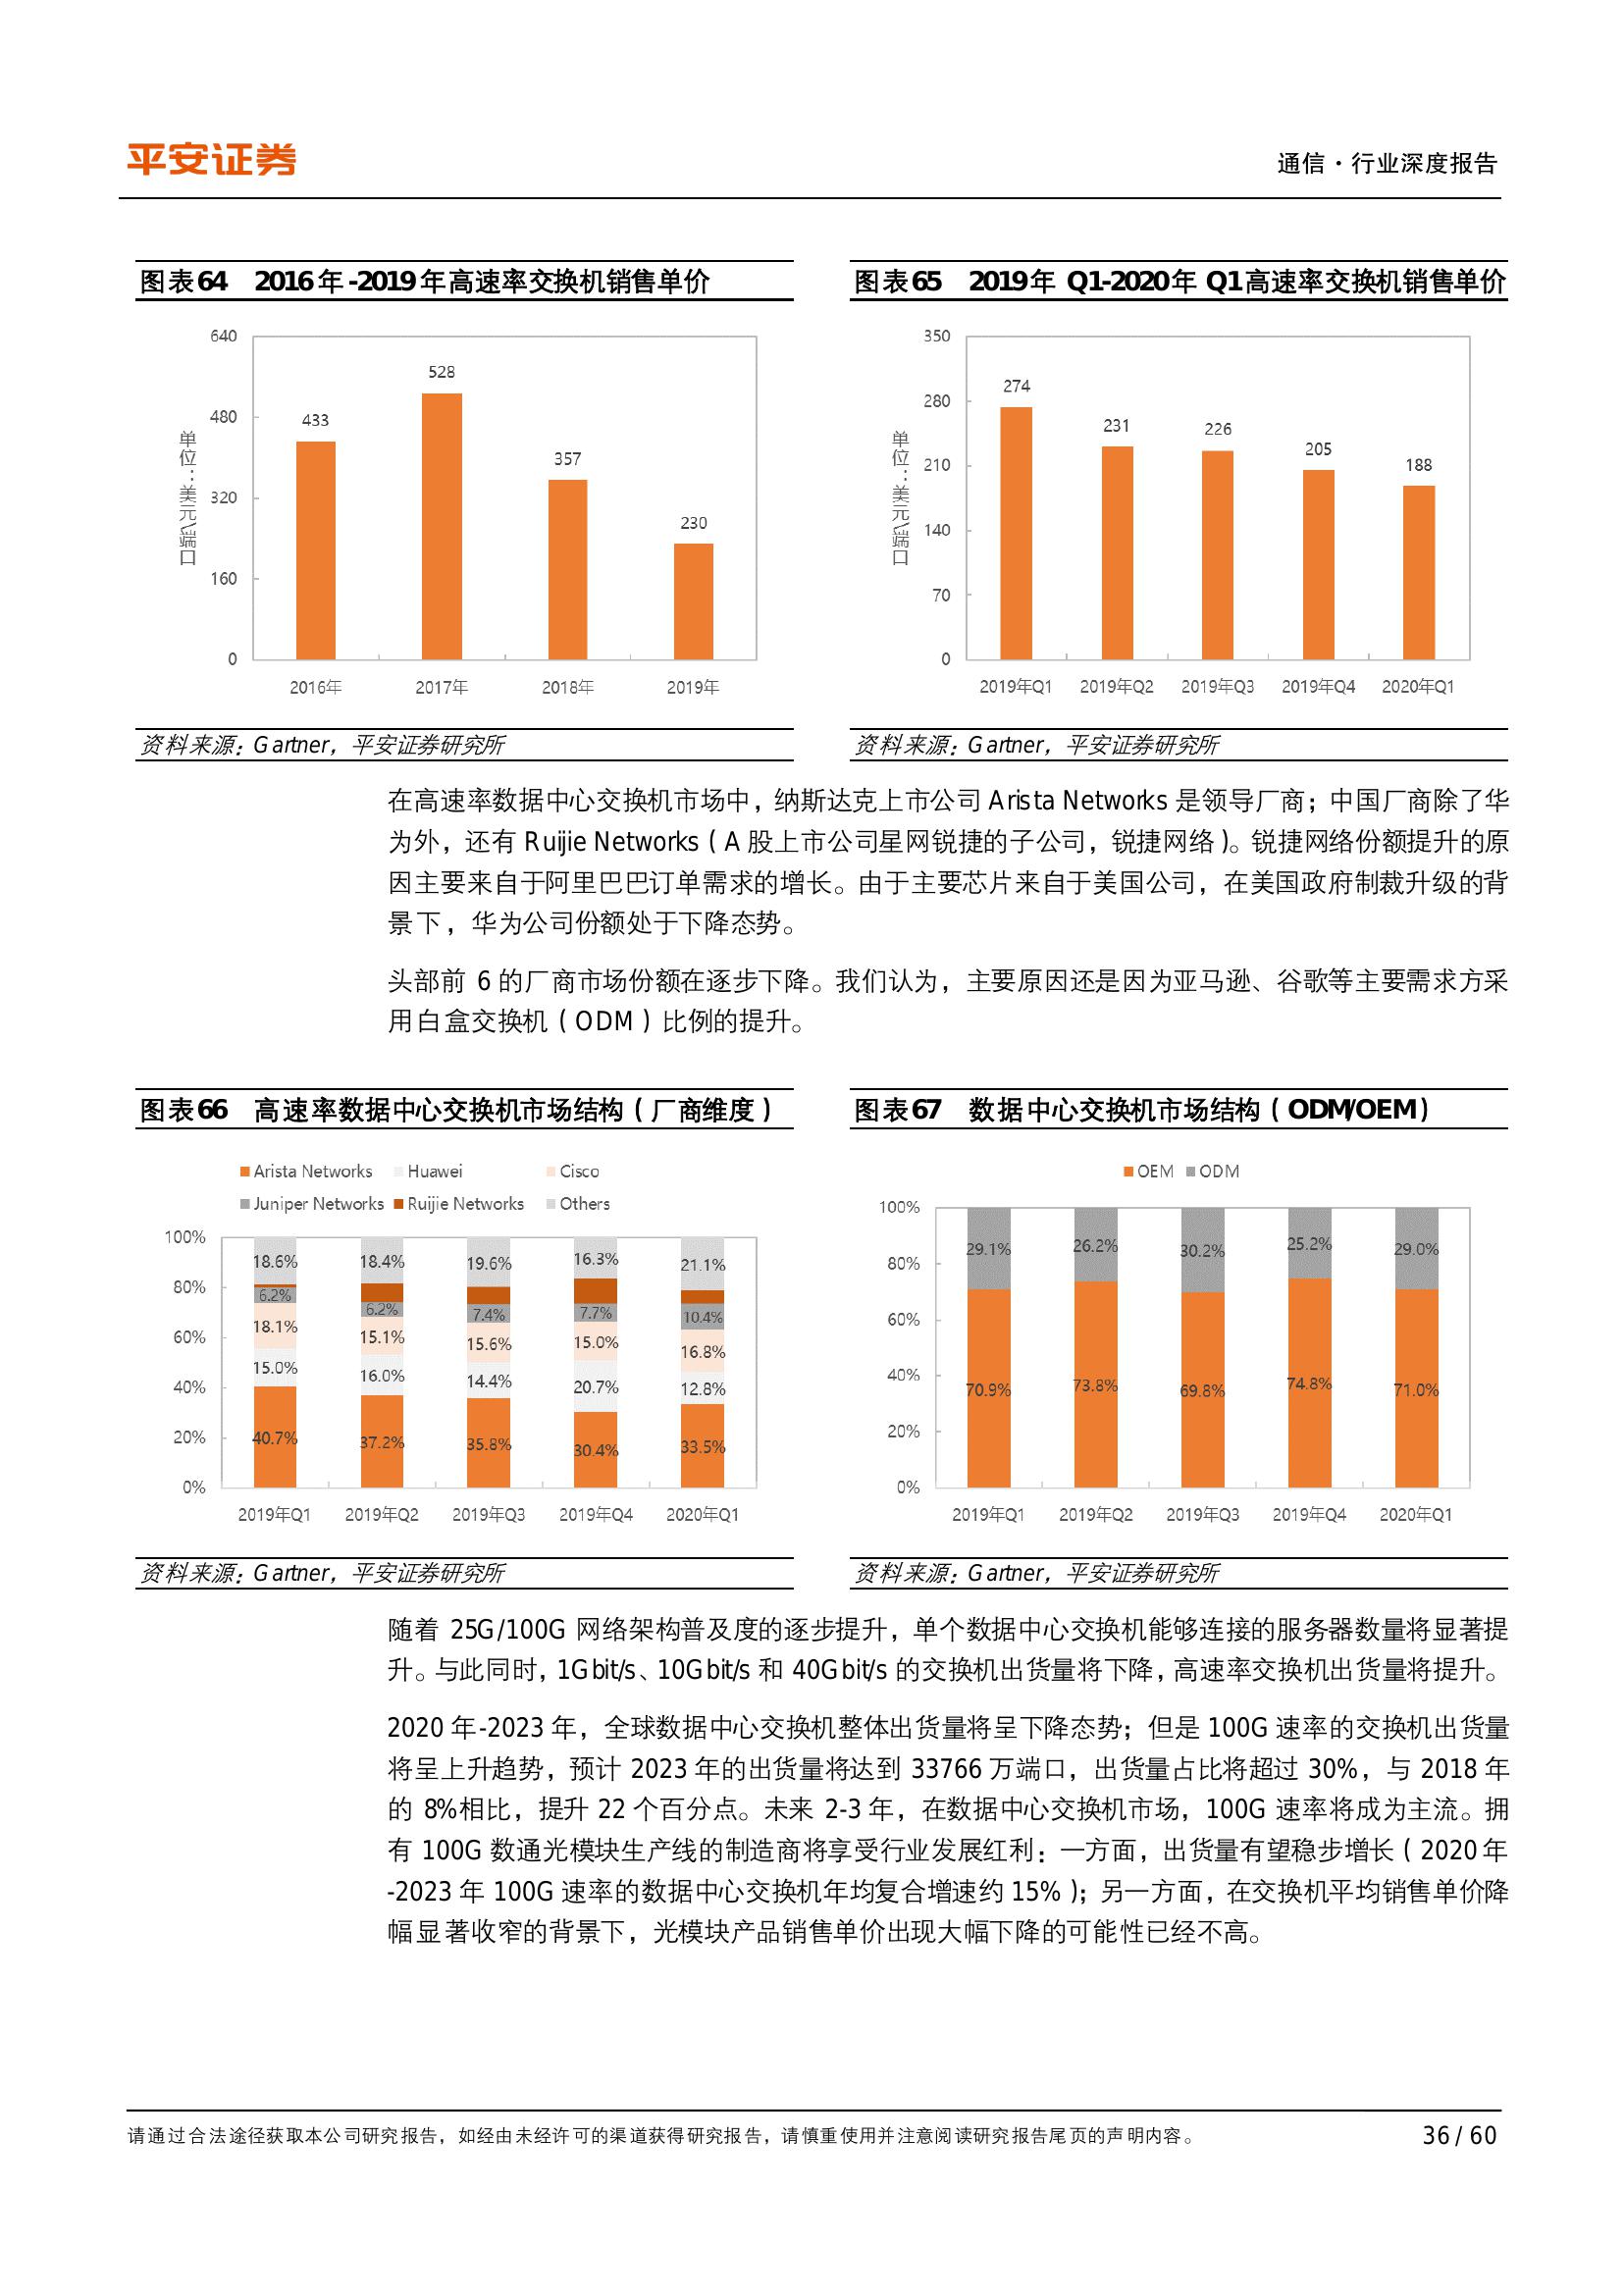 平安证券
通信·行业深度报告
图表64 2016年-2019年高速率交换机销售单价
640
480
320
160
0
单位：美元/端口
433
528
357
230
2016年
2017年
2018年
2019年
资料来源：Gartner，平安证券研究所
图表65 2019年 Q1-2020年 Q1高速率交换机销售单价
350
280
210
140
70
0
单位：美元/端口
274
231
226
205
188
2019年Q1
2019年Q2
2019年Q3
2019年Q4
2020年Q1
资料来源：Gartner，平安证券研究所
在高速率数据中心交换机市场中，纳斯达克上市公司 Arista Networks 是领导厂商；中国厂商除了华
为外，还有 Ruijie Networks（A 股上市公司星网锐捷的子公司，锐捷网络）。锐捷网络份额提升的原
因主要来自于阿里巴巴订单需求的增长。由于主要芯片来自于美国公司，在美国政府制裁升级的背
景下，华为公司份额处于下降态势。
头部前 6 的厂商市场份额在逐步下降。我们认为，主要原因还是因为亚马逊、谷歌等主要需求方采
用白盒交换机（ODM）比例的提升。
图表66 高速率数据中心交换机市场结构（厂商维度）
Arista Networks Huawei Cisco
Juniper Networks Ruijie Networks Others
100%
80%
60%
40%
20%
0%
18.6% 18.4% 19.6% 16.3% 21.1%
6.2% 6.2% 7.4% 7.7% 10.4%
18.1% 15.1% 15.6% 15.0% 16.8%
15.0% 16.0% 14.4% 20.7% 12.8%
40.7% 37.2% 35.8% 30.4% 33.5%
2019年Q1 2019年Q2 2019年Q3 2019年Q4 2020年Q1
资料来源：Gartner，平安证券研究所
图表67 数据中心交换机市场结构（ODM/OEM）
OEM ODM
100%
80%
60%
40%
20%
0%
29.1% 26.2% 30.2% 25.2% 29.0%
70.9% 73.8% 69.8% 74.8% 71.0%
2019年Q1 2019年Q2 2019年Q3 2019年Q4 2020年Q1
资料来源：Gartner，平安证券研究所
随着 25G/100G 网络架构普及度的逐步提升，单个数据中心交换机能够连接的服务器数量将显著提
升。与此同时，1Gbit/s、10Gbit/s 和 40Gbit/s 的交换机出货量将下降，高速率交换机出货量将提升。
2020 年-2023 年，全球数据中心交换机整体出货量将呈下降态势；但是 100G 速率的交换机出货量
将呈上升趋势，预计 2023 年的出货量将达到 33766 万端口，出货量占比将超过 30%，与 2018 年
的 8%相比，提升 22 个百分点。未来 2-3 年，在数据中心交换机市场，100G 速率将成为主流。拥
有 100G 数通光模块生产线的制造商将享受行业发展红利：一方面，出货量有望稳步增长（2020 年
-2023 年 100G 速率的数据中心交换机年均复合增速约 15%）；另一方面，在交换机平均销售单价降
幅显著收窄的背景下，光模块产品销售单价出现大幅下降的可能性已经不高。
请通过合法途径获取本公司研究报告，如经由未经许可的渠道获得研究报告，请慎重使用并注意阅读研究报告尾页的声明内容。
36 / 60